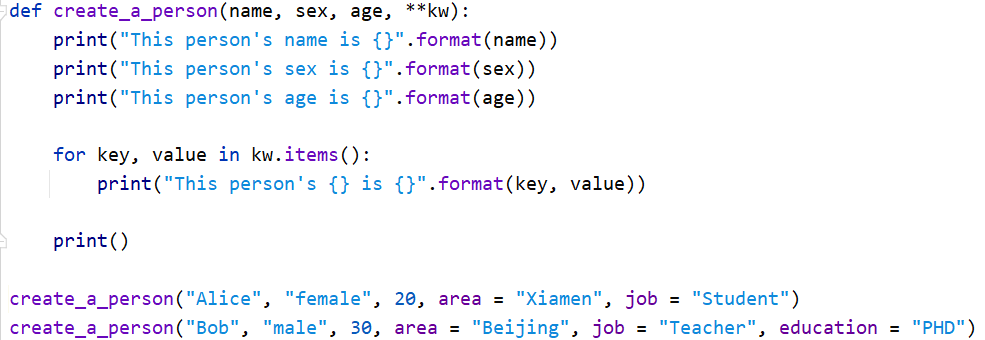 def create_a_person(name, sex, age, **kw):
    print("This person's name is {}".format(name))
    print("This person's sex is {}".format(sex))
    print("This person's age is {}".format(age))

    for key, value in kw.items():
        print("This person's {} is {}".format(key, value))

    print()

create_a_person("Alice", "female", 20, area = "Xiamen", job = "Student")
create_a_person("Bob", "male", 30, area = "Beijing", job = "Teacher", education = "PHD")